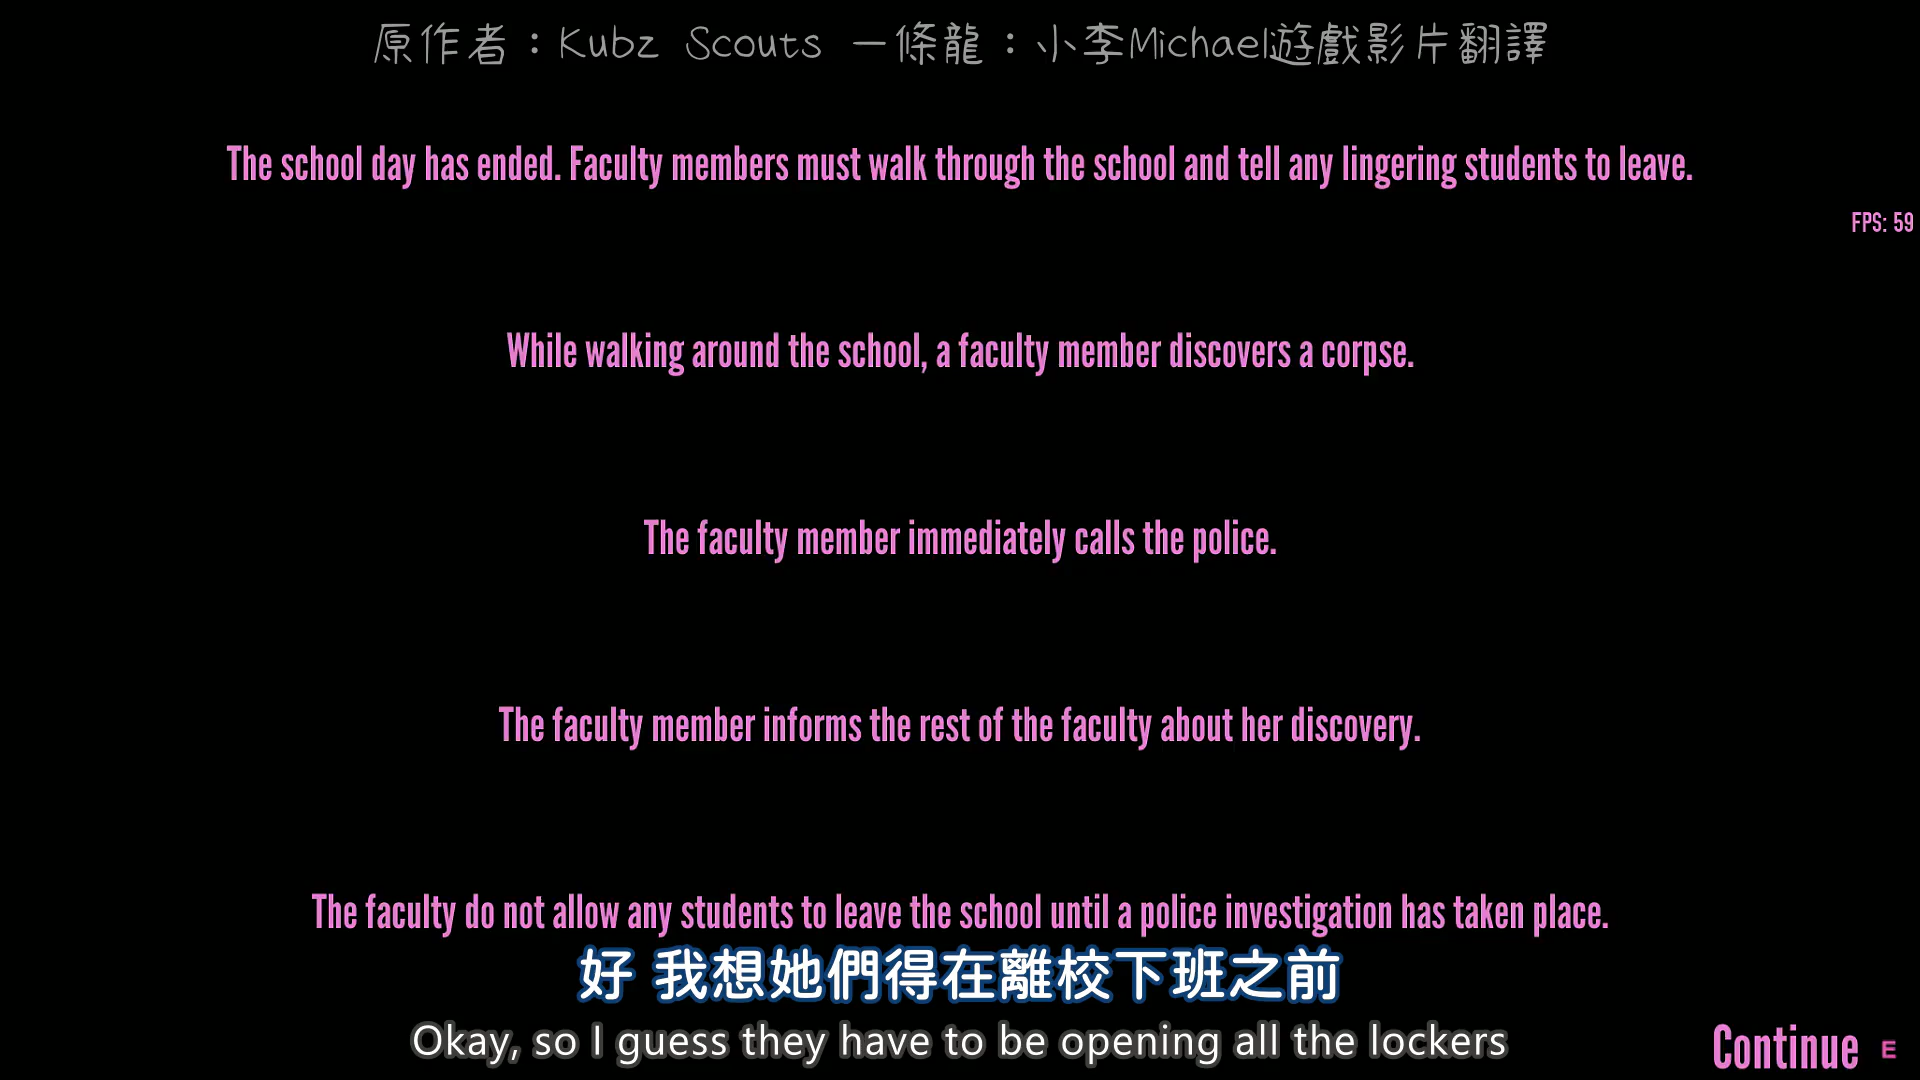 原作者：Kubz Scouts 一條龍：小李Michael遊戲影片翻譯
The school day has ended. Faculty members must walk through the school and tell any lingering students to leave.
FPS: 59
While walking around the school, a faculty member discovers a corpse.
The faculty member immediately calls the police.
The faculty member informs the rest of the faculty about her discovery.
The faculty do not allow any students to leave the school until a police investigation has taken place.
好 我想她們得在離校下班之前
Okay, so I guess they have to be opening all the lockers
Continue E